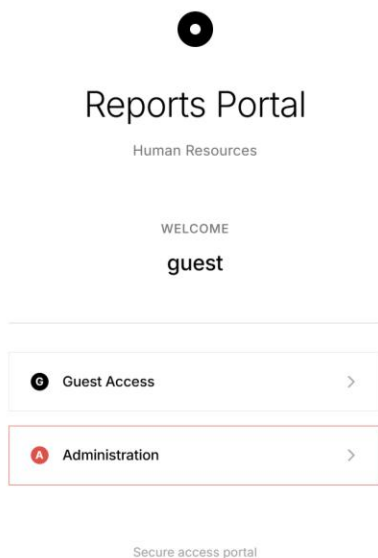 Reports Portal
Human Resources
WELCOME
guest
G Guest Access
A Administration
Secure access portal